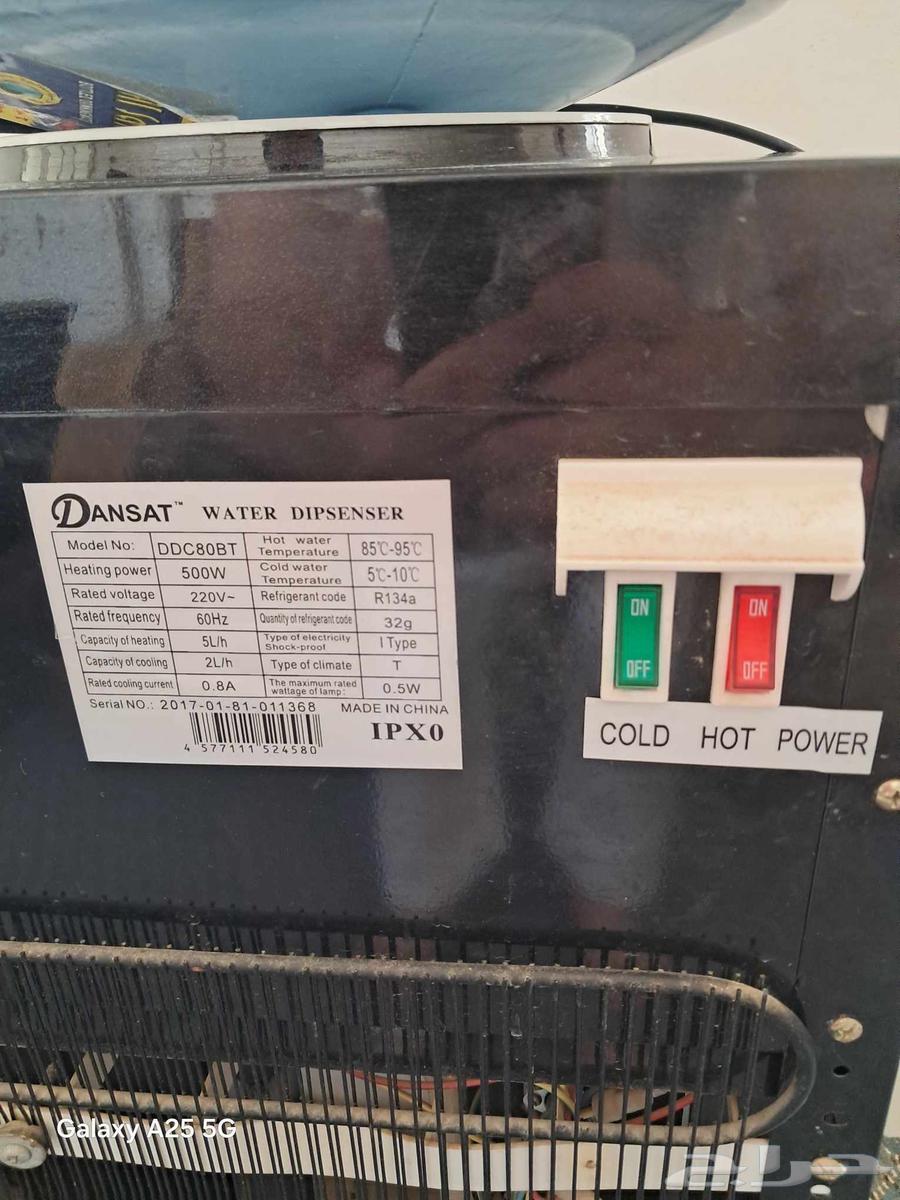 DANSAT™ WATER DIPSENSER
Model No: DDC80BT Hot water Temperature 85℃-95℃
Heating power 500W Cold water Temperature 5℃-10℃
Rated voltage 220V~ Refrigerant code R134a
Rated frequency 60Hz Quantity of refrigerant code 32g
Capacity of heating 5L/h Type of electricity Shock-proof I Type
Capacity of cooling 2L/h Type of climate T
Rated cooling current 0.8A The maximum rated wattage of lamp: 0.5W
Serial NO.: 2017-01-81-011368 MADE IN CHINA
4 577111 524580 IPX0
ON ON
OFF OFF
COLD HOT POWER
Galaxy A25 5G
حراج